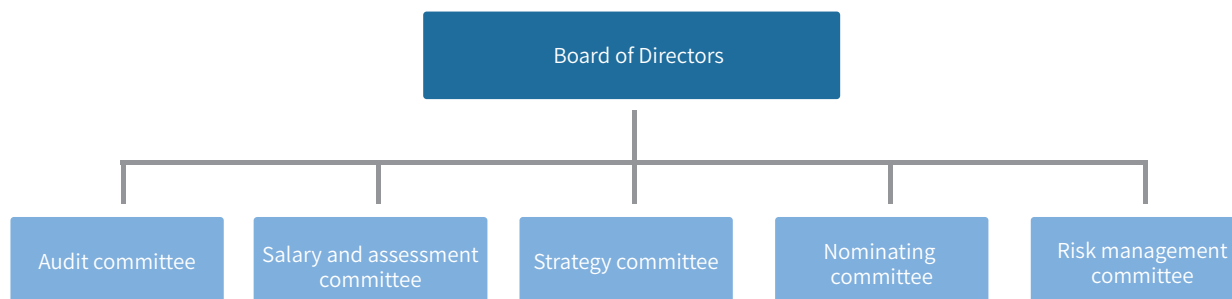 Board of Directors
Audit committee
Salary and assessment
committee
Strategy committee
Nominating
committee
Risk management
committee